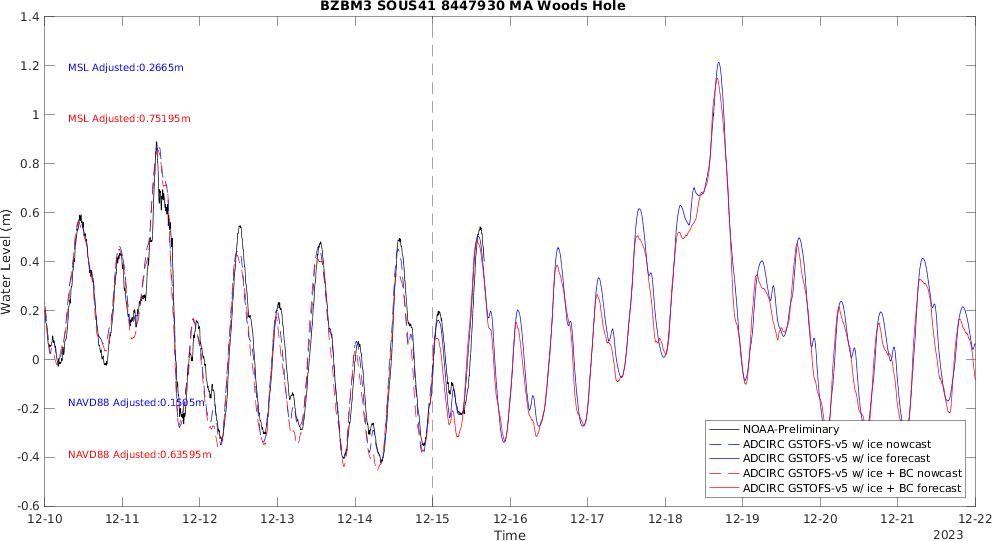 BZBM3 SOUS41 8447930 MA Woods Hole
1.4
1.2
1
0.8
0.6
0.4
0.2
0
-0.2
-0.4
-0.6
Water Level (m)
MSL Adjusted:0.2665m
MSL Adjusted:0.75195m
NAVD88 Adjusted:0.1505m
NAVD88 Adjusted:0.63595m
NOAA-Preliminary
ADCIRC GSTOFS-v5 w/ ice nowcast
ADCIRC GSTOFS-v5 w/ ice forecast
ADCIRC GSTOFS-v5 w/ ice + BC nowcast
ADCIRC GSTOFS-v5 w/ ice + BC forecast
12-10 12-11 12-12 12-13 12-14 12-15 12-16 12-17 12-18 12-19 12-20 12-21 12-22
Time
2023